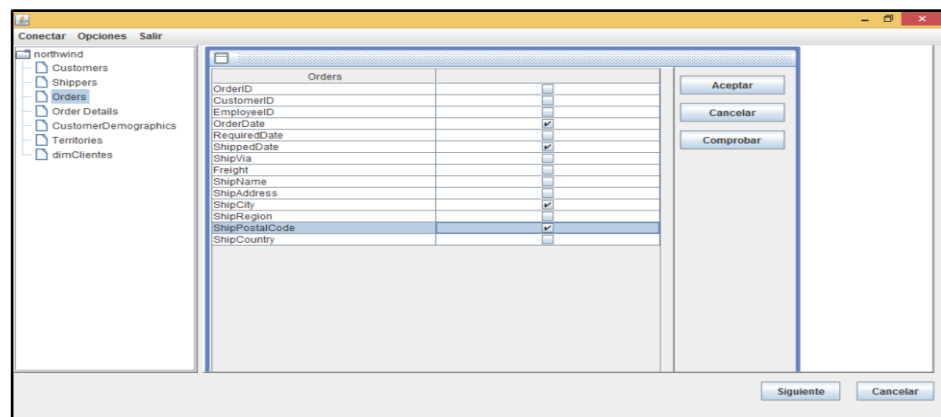 Conectar Opciones Salir
northwind
Customers
Shippers
Orders
Order Details
CustomerDemographics
Territories
dimClientes
Orders
OrderID
CustomerID
EmployeeID
OrderDate
RequiredDate
ShippedDate
ShipVia
Freight
ShipName
ShipAddress
ShipCity
ShipRegion
ShipPostalCode
ShipCountry
Aceptar
Cancelar
Comprobar
Siguiente Cancelar